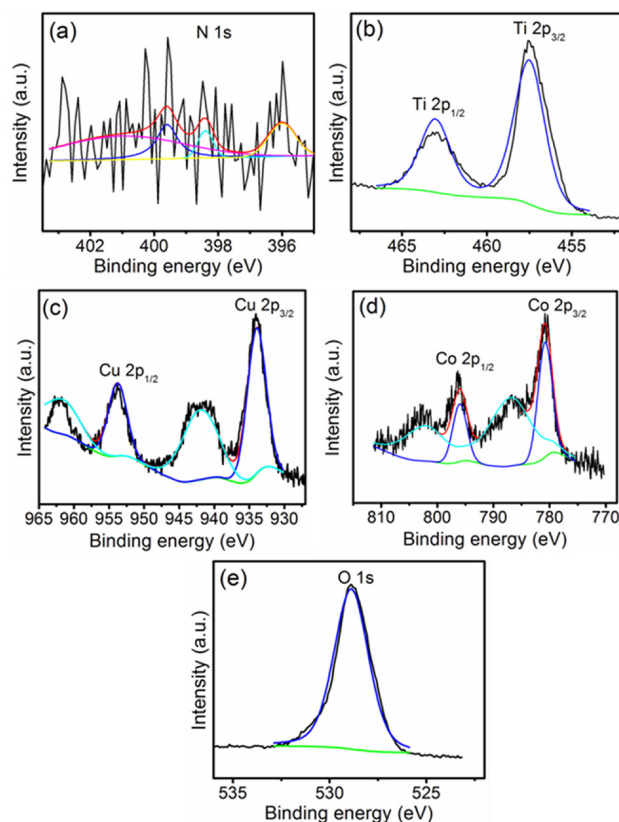 (a) N 1s
Intensity (a.u.)
402 400 398 396
Binding energy (eV)
(b) Ti 2p3/2
Ti 2p1/2
Intensity (a.u.)
465 460 455
Binding energy (eV)
(c) Cu 2p3/2
Cu 2p1/2
Intensity (a.u.)
965 960 955 950 945 940 935 930
Binding energy (eV)
(d) Co 2p3/2
Co 2p1/2
Intensity (a.u.)
810 800 790 780 770
Binding energy (eV)
(e) O 1s
Intensity (a.u.)
535 530 525
Binding energy (eV)